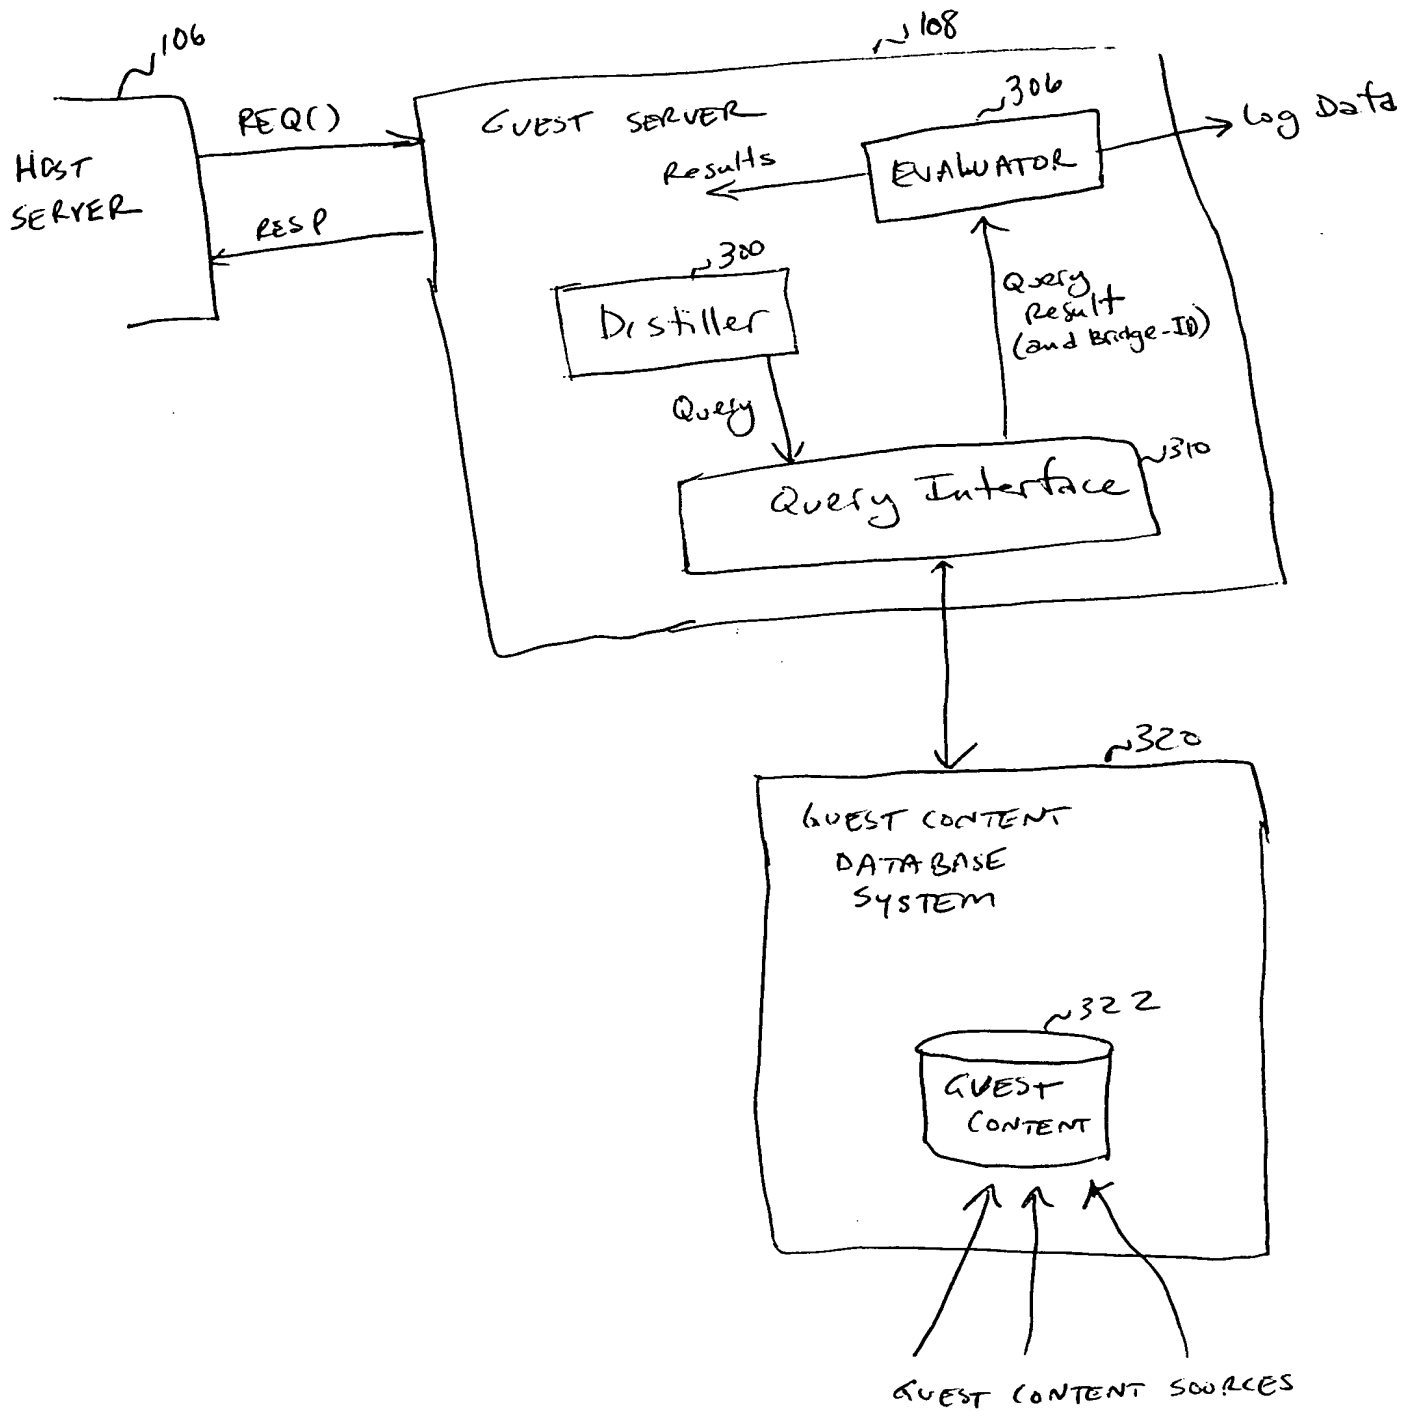 106
108
REQ()
HOST
SERVER
RESP
GUEST SERVER
306
EVALUATOR
Log Data
Results
300
Distiller
Query
Query
Result
(and Bridge-ID)
310
Query Interface
320
GUEST CONTENT
DATABASE
SYSTEM
322
GUEST
CONTENT
GUEST CONTENT SOURCES